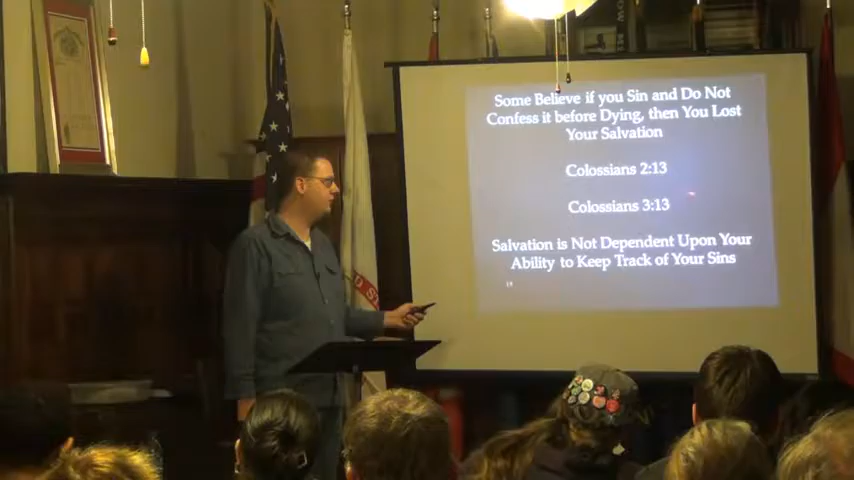 Some Believe if you Sin and Do Not
Confess it before Dying, then You Lost
Your Salvation
Colossians 2:13
Colossians 3:13
Salvation is Not Dependent Upon Your
Ability to Keep Track of Your Sins